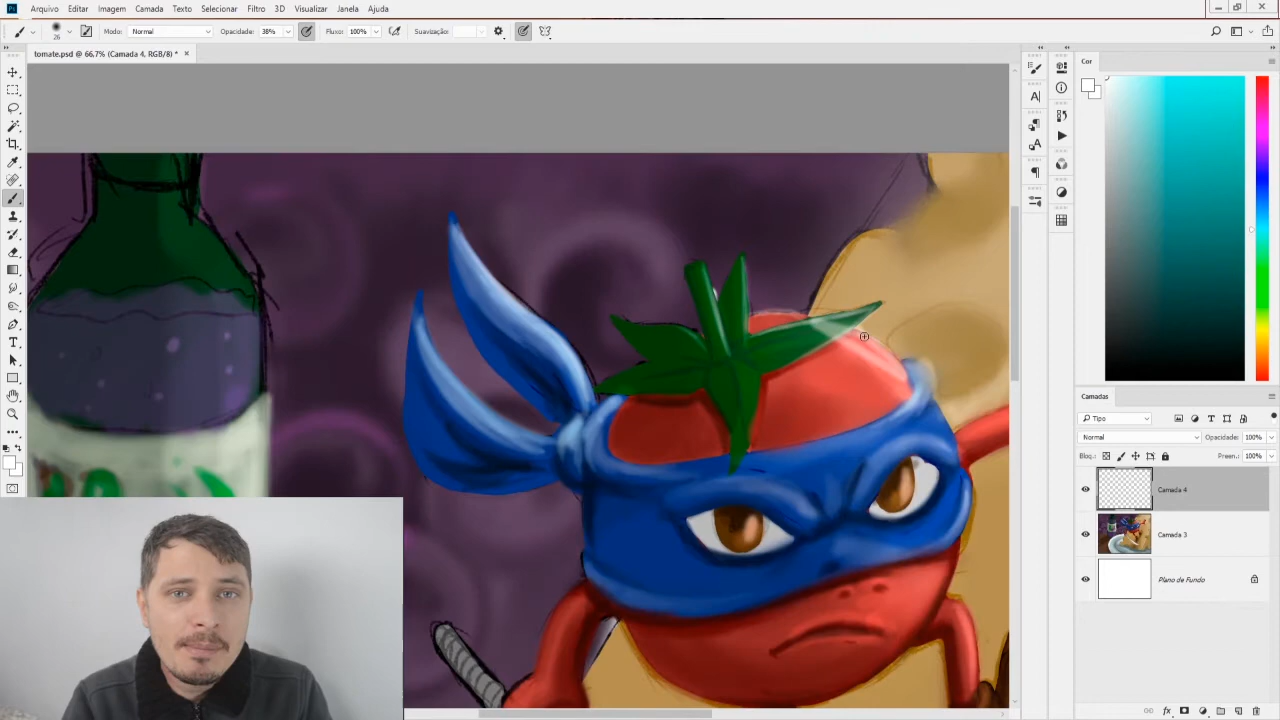 Ps Arquivo Editar Imagem Camada Texto Selecionar Filtro 3D Visualizar Janela Ajuda
26 Modo: Normal Opacidade: 38% Fluxo: 100% Suavização:
tomate.psd @ 66.7% (Camada 4, RGB/8) * ×
Cor
Camadas
Tipo
Normal Opacidade: 100%
Bloq.: Preen.: 100%
Camada 4
Camada 3
Plano de Fundo